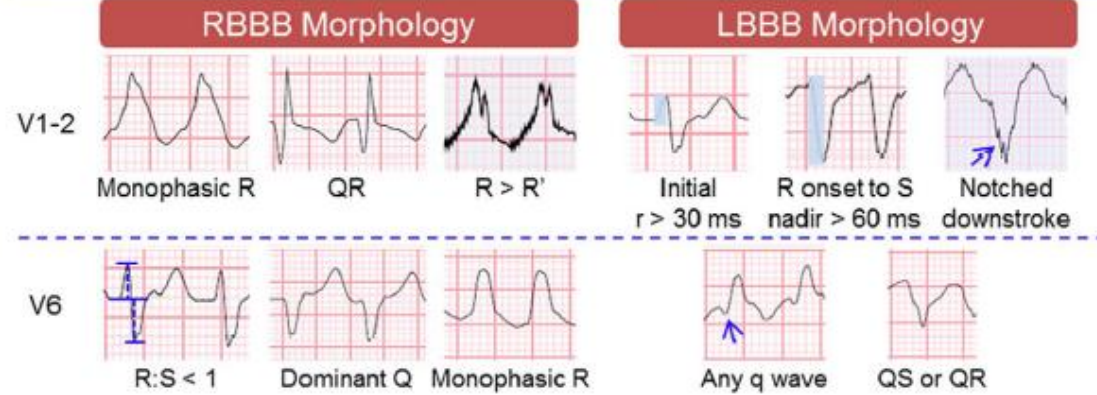 RBBB Morphology
LBBB Morphology
V1-2
Monophasic R
QR
R > R’
Initial
r > 30 ms
R onset to S
nadir > 60 ms
Notched
downstroke
V6
R:S < 1
Dominant Q
Monophasic R
Any q wave
QS or QR